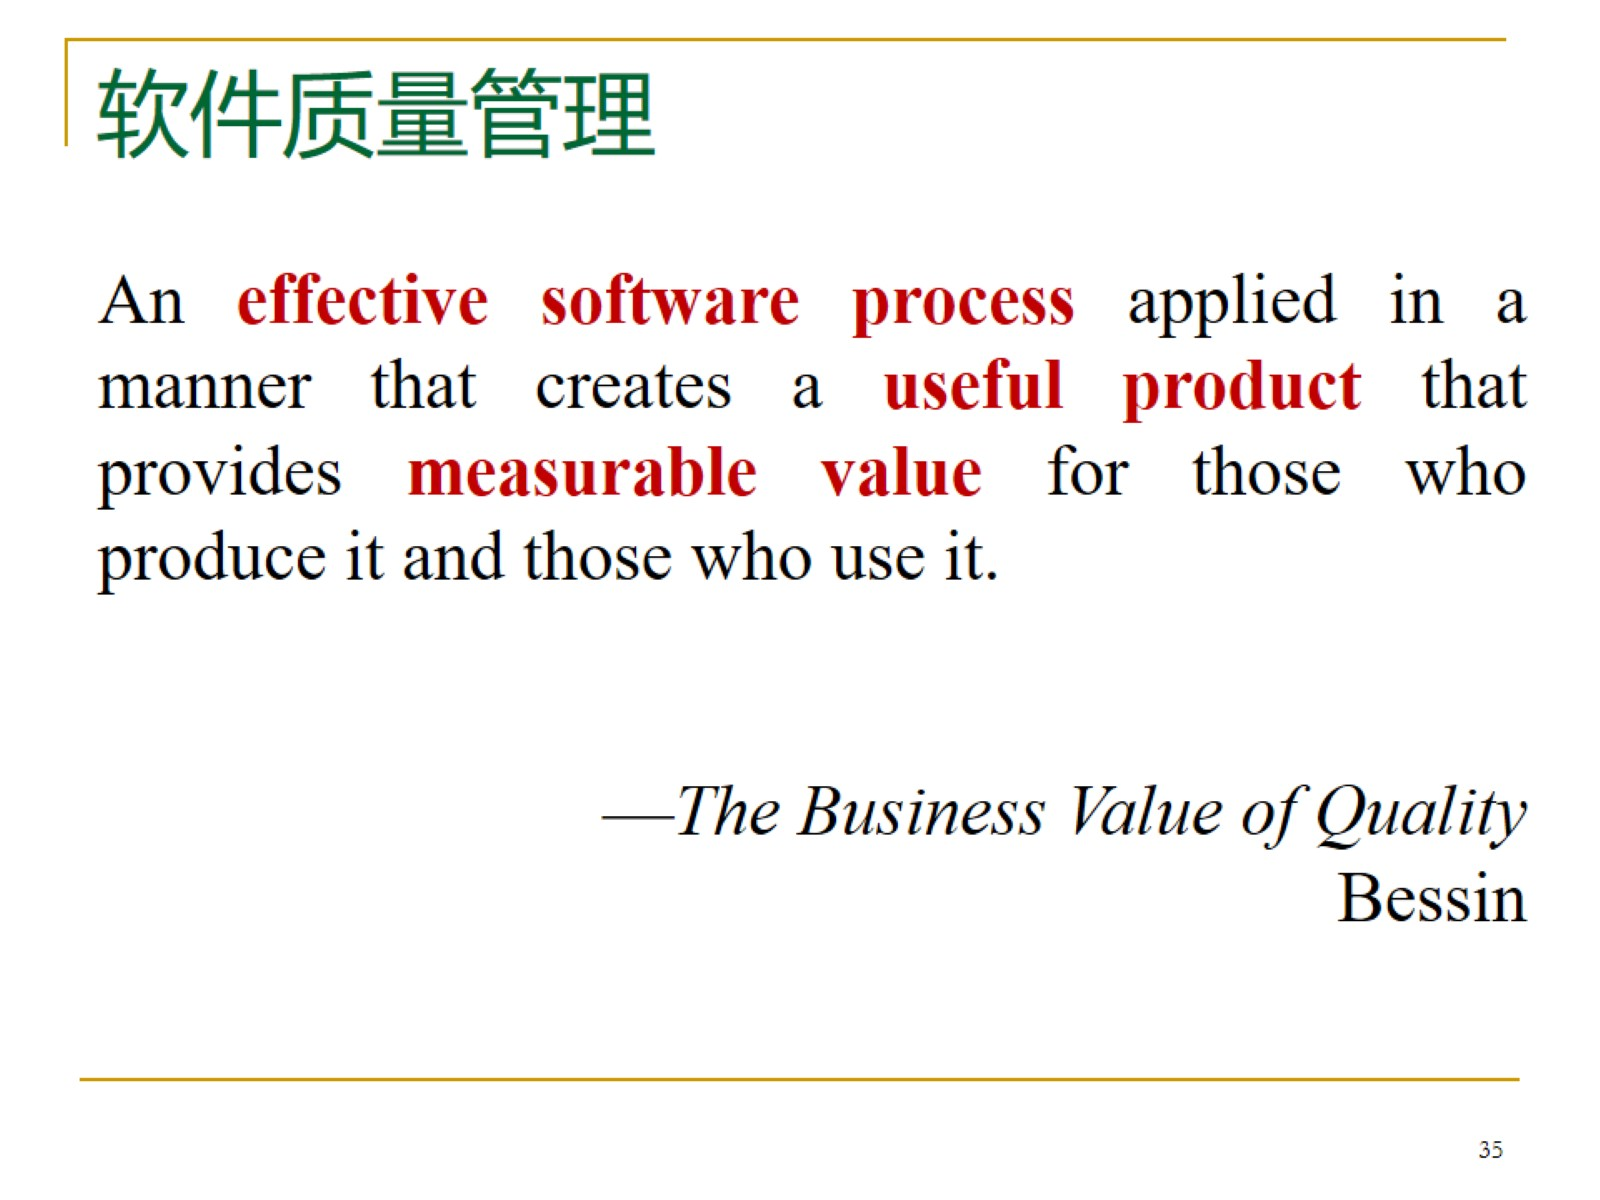 软件质量管理
An effective software process applied in a
manner that creates a useful product that
provides measurable value for those who
produce it and those who use it.
—The Business Value of Quality
Bessin
35